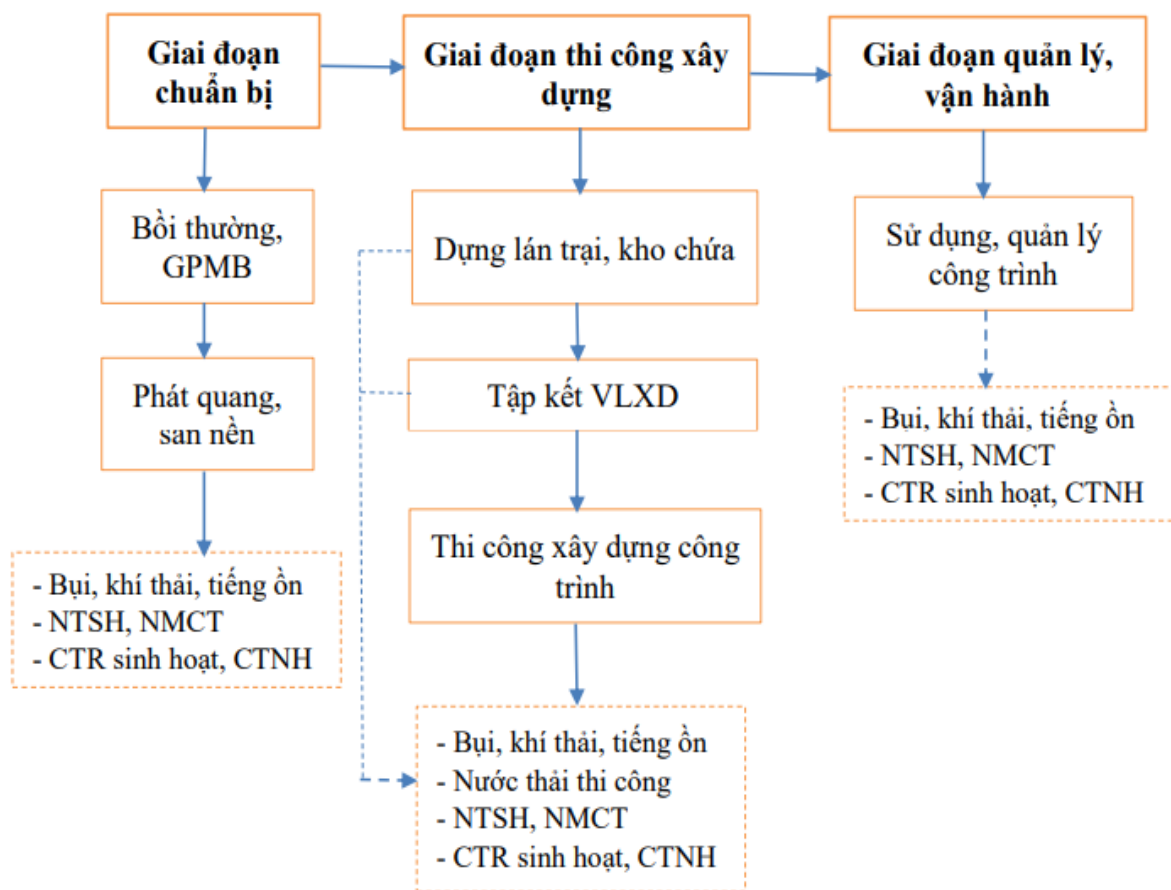 Giai đoạn
chuẩn bị
Giai đoạn thi công xây
dựng
Giai đoạn quản lý,
vận hành
Bồi thường,
GPMB
Phát quang,
san nền
- Bụi, khí thải, tiếng ồn
- NTSH, NMCT
- CTR sinh hoạt, CTNH
Dựng lán trại, kho chứa
Tập kết VLXD
Thi công xây dựng công
trình
- Bụi, khí thải, tiếng ồn
- Nước thải thi công
- NTSH, NMCT
- CTR sinh hoạt, CTNH
Sử dụng, quản lý
công trình
- Bụi, khí thải, tiếng ồn
- NTSH, NMCT
- CTR sinh hoạt, CTNH